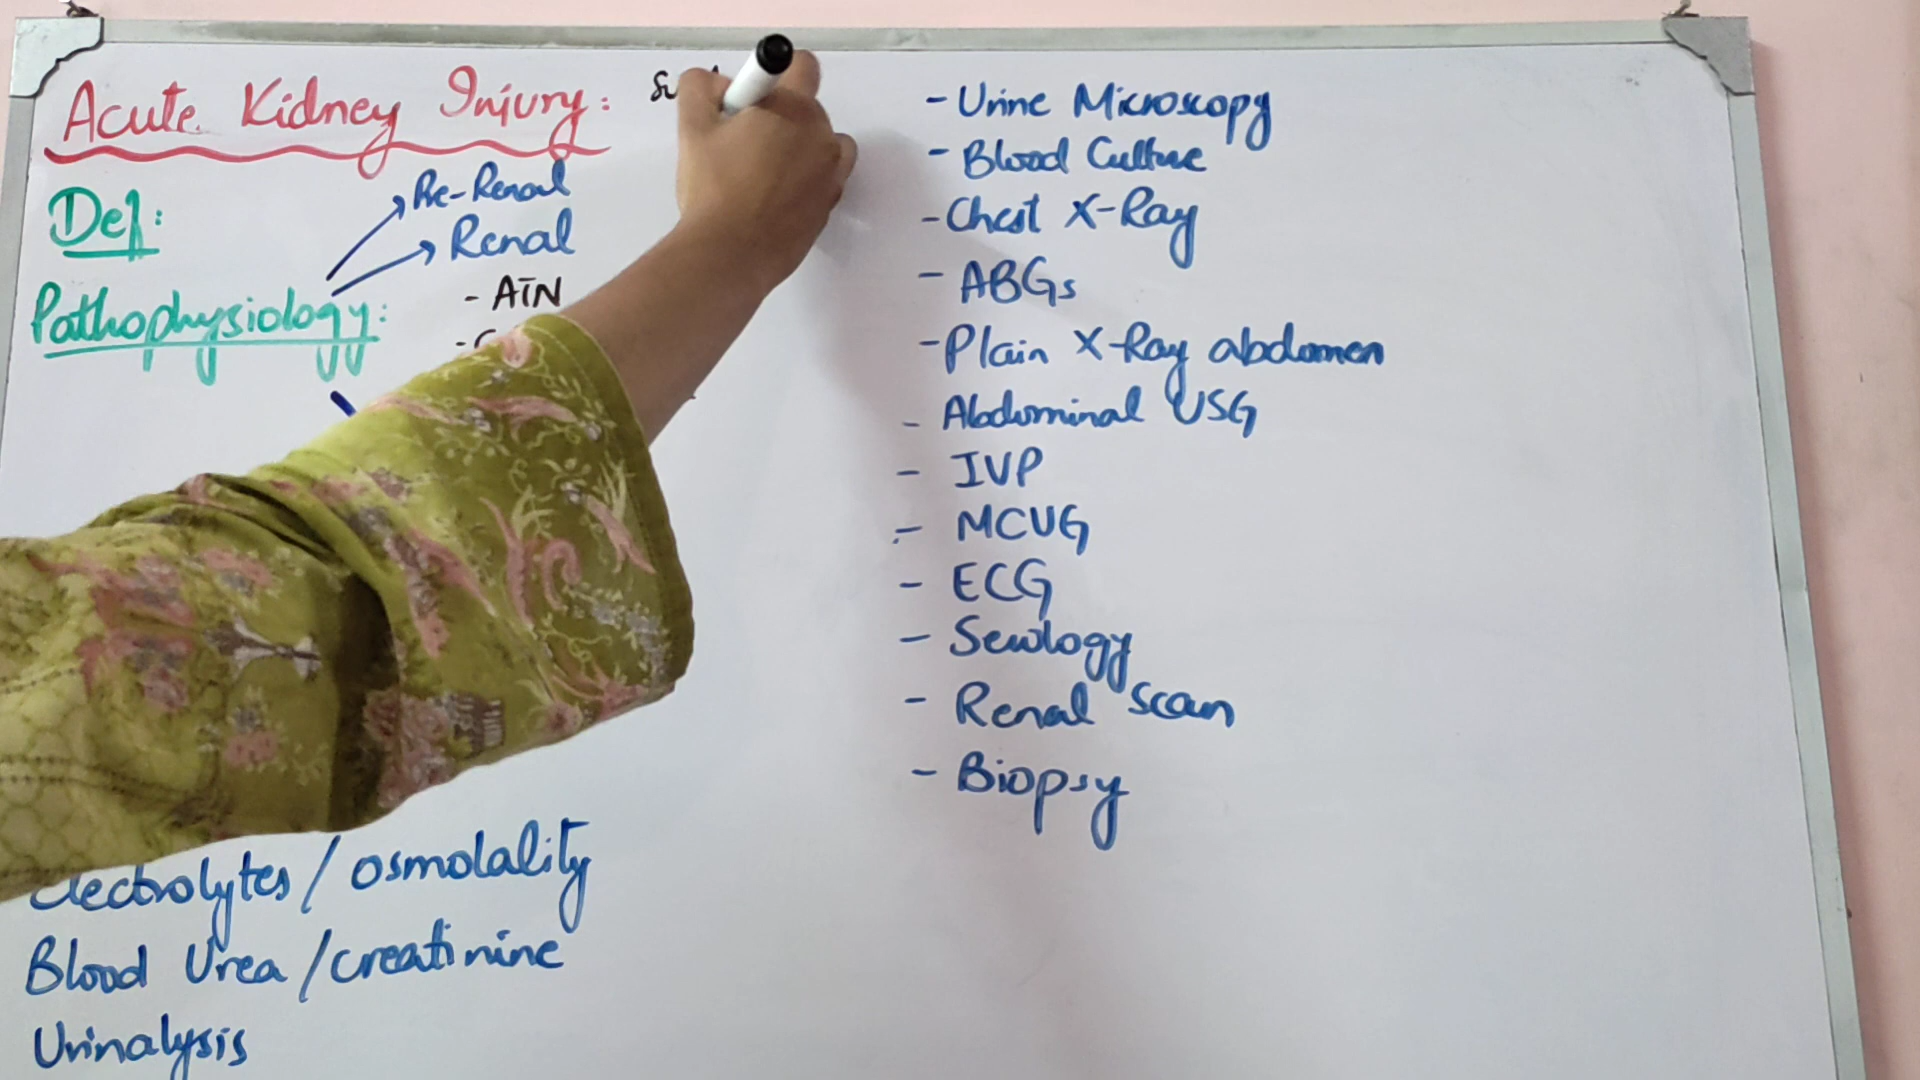 Acute Kidney Injury:
Def:
Pre-Renal
Renal
Pathophysiology:
- ATN
Electrolytes / osmolality
Blood Urea / creatinine
Urinalysis
- Urine Microscopy
- Blood Culture
- Chest X-Ray
- ABGs
- Plain X-Ray abdomen
- Abdominal USG
- IVP
- MCUG
- ECG
- Serology
- Renal Scan
- Biopsy